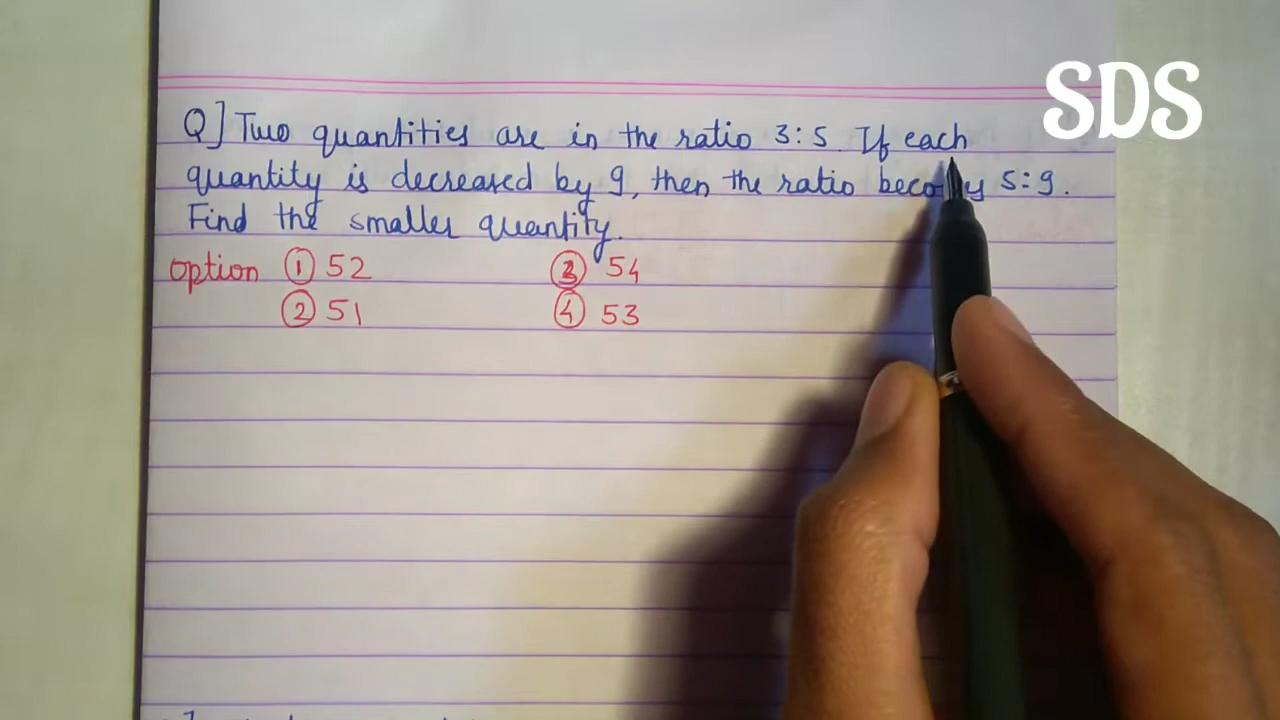 SDS
Q] Two quantities are in the ratio 3:5. If each
quantity is decreased by 9, then the ratio 5:9.
Find the smaller quantity.
option ① 52 ③ 54
② 51 ④ 53